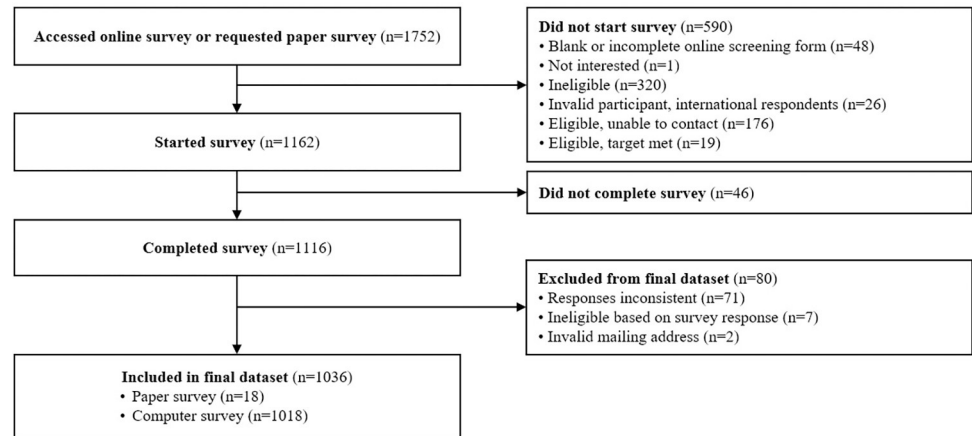 Accessed online survey or requested paper survey (n=1752)
Did not start survey (n=590)
• Blank or incomplete online screening form (n=48)
• Not interested (n=1)
• Ineligible (n=320)
• Invalid participant, international respondents (n=26)
• Eligible, unable to contact (n=176)
• Eligible, target met (n=19)
Started survey (n=1162)
Did not complete survey (n=46)
Completed survey (n=1116)
Excluded from final dataset (n=80)
• Responses inconsistent (n=71)
• Ineligible based on survey response (n=7)
• Invalid mailing address (n=2)
Included in final dataset (n=1036)
• Paper survey (n=18)
• Computer survey (n=1018)